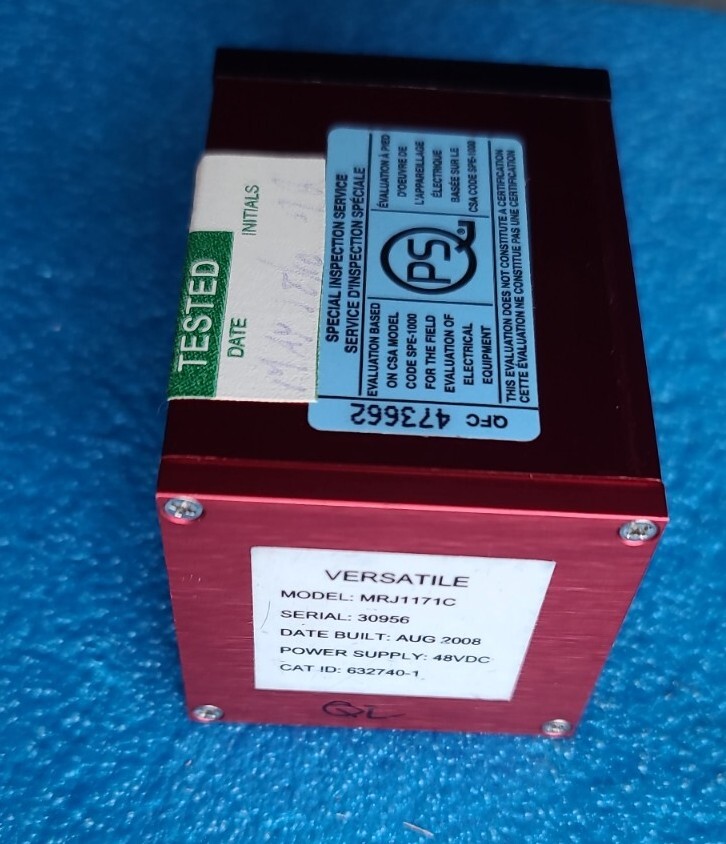 TESTED
DATE
INITIALS
SPECIAL INSPECTION SERVICE
SERVICE D'INSPECTION SPÉCIALE
EVALUATION BASED
ON CSA MODEL
CODE SPE-1000
FOR THE FIELD
EVALUATION OF
ELECTRICAL
EQUIPMENT
QPS
ÉVALUATION À PIED
D'OEUVRE DE
L'APPAREILLAGE
ÉLECTRIQUE
BASÉE SUR LE
CSA CODE SPE-1000
THIS EVALUATION DOES NOT CONSTITUTE A CERTIFICATION
CETTE ÉVALUATION NE CONSTITUE PAS UNE CERTIFICATION
QFC 473662
VERSATILE
MODEL: MRJ1171C
SERIAL: 30956
DATE BUILT: AUG 2008
POWER SUPPLY: 48VDC
CAT ID: 632740-1